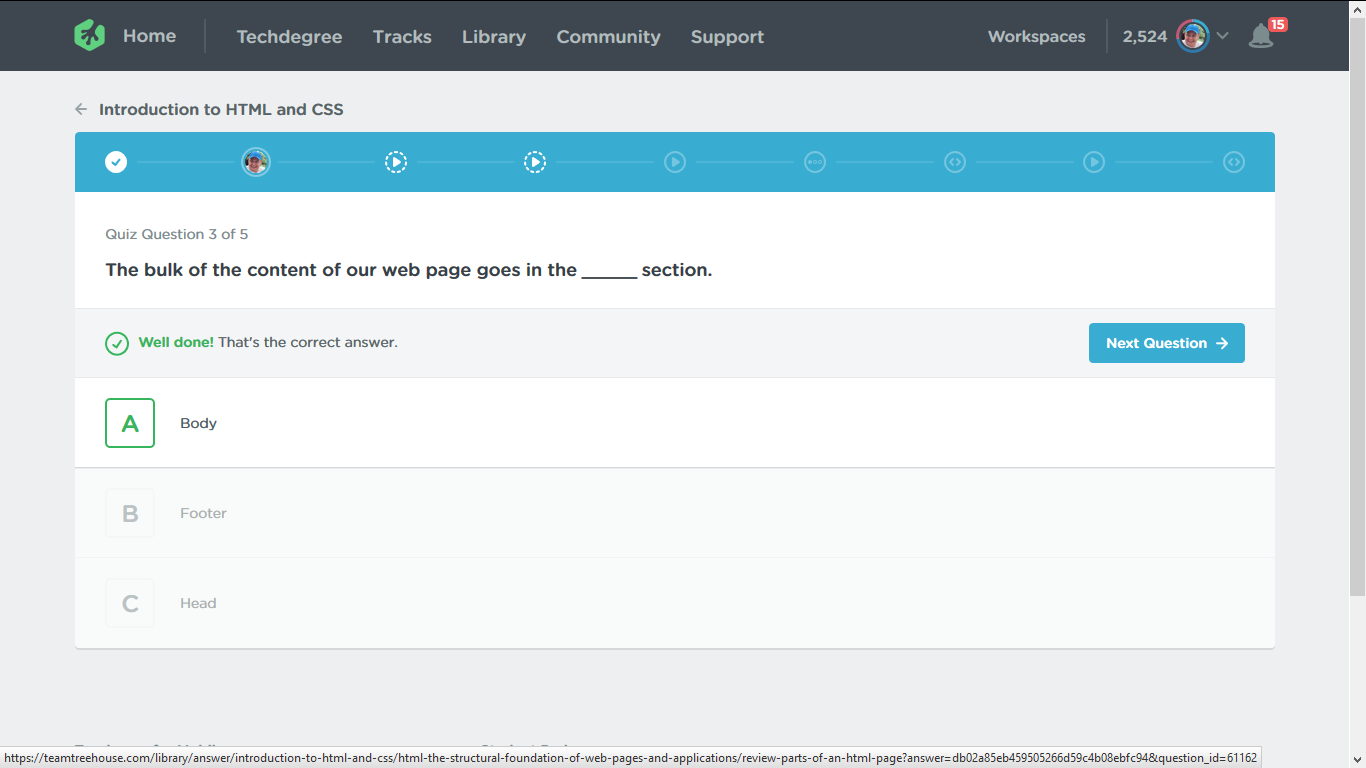 Home Techdegree Tracks Library Community Support Workspaces 2,524 15
← Introduction to HTML and CSS
Quiz Question 3 of 5
The bulk of the content of our web page goes in the ______ section.
Well done! That's the correct answer. Next Question →
A Body
B Footer
C Head
https://teamtreehouse.com/library/answer/introduction-to-html-and-css/html-the-structural-foundation-of-web-pages-and-applications/review-parts-of-an-html-page?answer=db02a85eb459505266d59c4b08ebfc94&question_id=61162